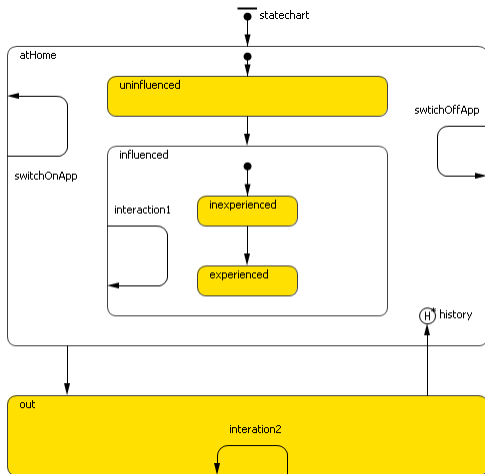 statechart
atHome
uninfluenced
swtichOffApp
influenced
switchOnApp
inexperienced
interaction1
experienced
H* history
out
interation2